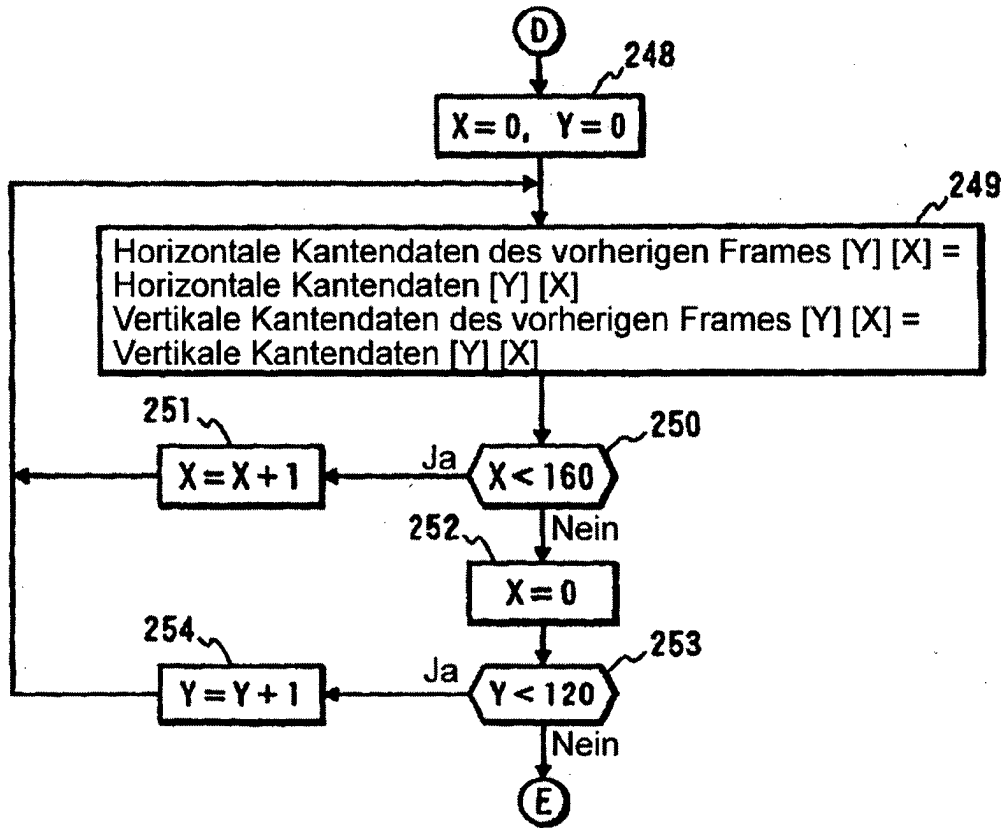 D
248
X = 0, Y = 0
249
Horizontale Kantendaten des vorherigen Frames [Y] [X] =
Horizontale Kantendaten [Y] [X]
Vertikale Kantendaten des vorherigen Frames [Y] [X] =
Vertikale Kantendaten [Y] [X]
251
X = X + 1
Ja
250
X < 160
Nein
252
X = 0
254
Y = Y + 1
Ja
253
Y < 120
Nein
E